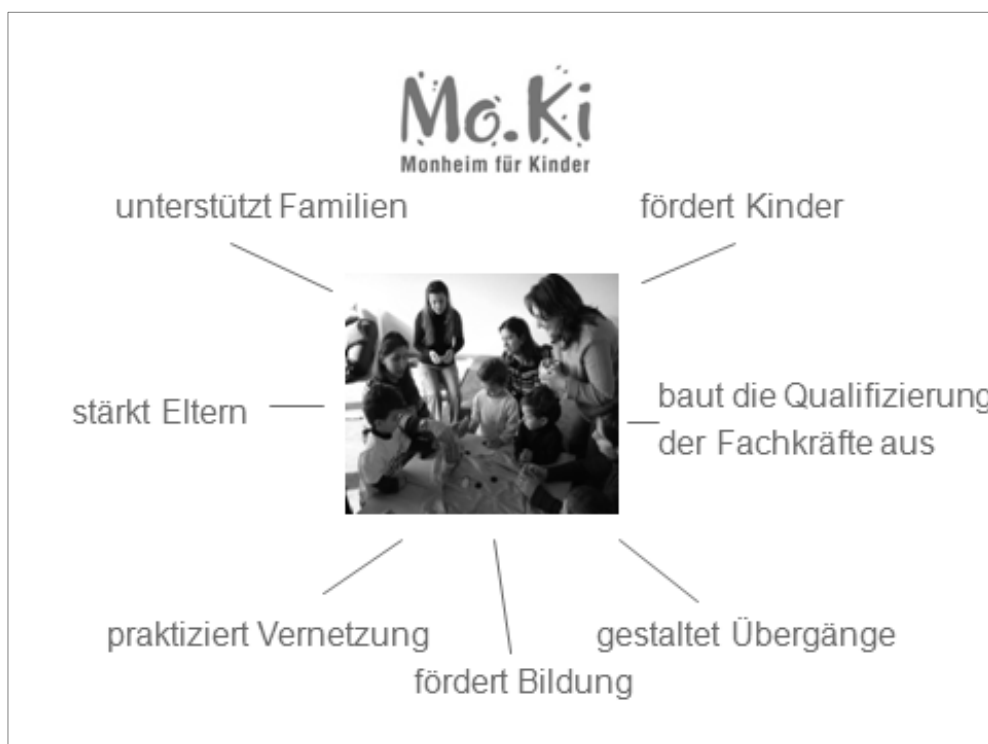 Mo.Ki
Monheim für Kinder
unterstützt Familien
fördert Kinder
stärkt Eltern
baut die Qualifizierung
der Fachkräfte aus
praktiziert Vernetzung
gestaltet Übergänge
fördert Bildung